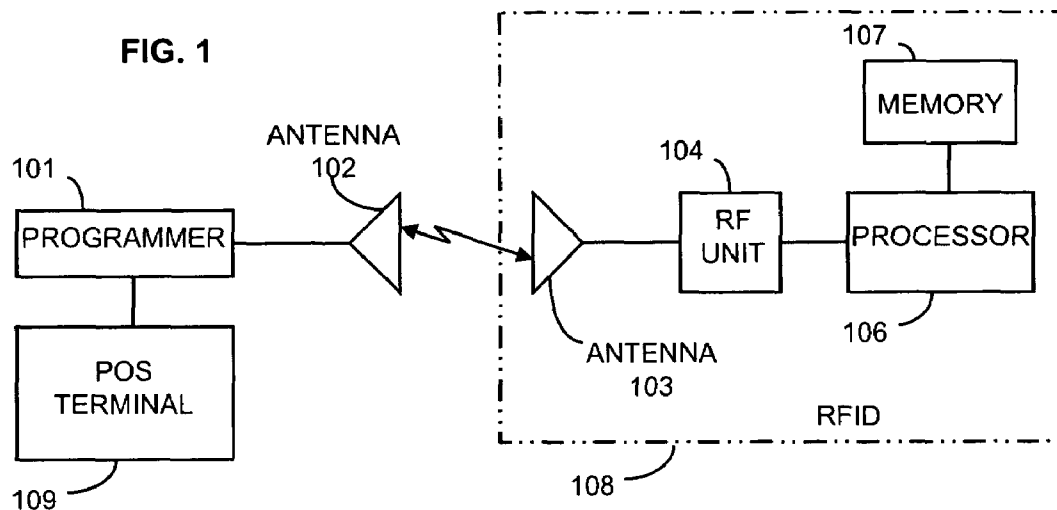 FIG. 1
107
MEMORY
ANTENNA
102
101
104
PROGRAMMER
RF
UNIT
PROCESSOR
106
ANTENNA
103
POS
TERMINAL
RFID
109
108